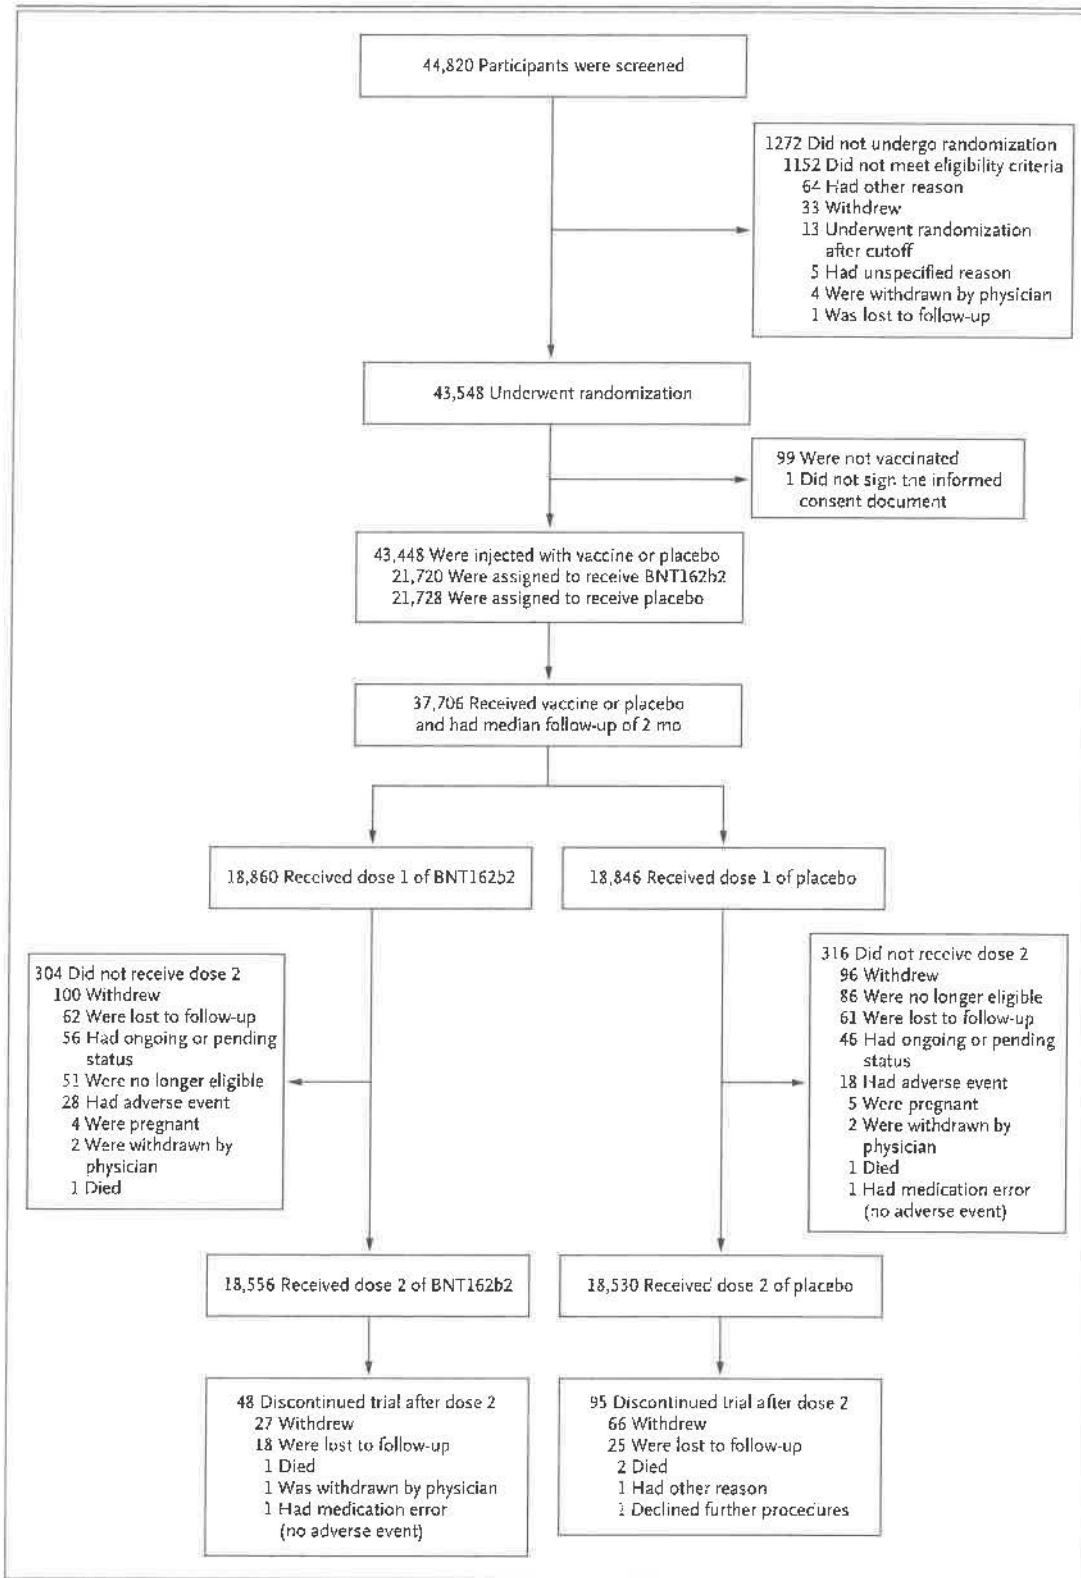 44,820 Participants were screened
1272 Did not undergo randomization
1152 Did not meet eligibility criteria
64 Had other reason
33 Withdrew
13 Underwent randomization
after cutoff
5 Had unspecified reason
4 Were withdrawn by physician
1 Was lost to follow-up
43,548 Underwent randomization
99 Were not vaccinated
1 Did not sign the informed
consent document
43,448 Were injected with vaccine or placebo
21,720 Were assigned to receive BNT162b2
21,728 Were assigned to receive placebo
37,706 Received vaccine or placebo
and had median follow-up of 2 mo
18,860 Received dose 1 of BNT162b2
18,846 Received dose 1 of placebo
304 Did not receive dose 2
100 Withdrew
62 Were lost to follow-up
56 Had ongoing or pending
status
51 Were no longer eligible
28 Had adverse event
4 Were pregnant
2 Were withdrawn by
physician
1 Died
316 Did not receive dose 2
96 Withdrew
86 Were no longer eligible
61 Were lost to follow-up
46 Had ongoing or pending
status
18 Had adverse event
5 Were pregnant
2 Were withdrawn by
physician
1 Died
1 Had medication error
(no adverse event)
18,556 Received dose 2 of BNT162b2
18,530 Received dose 2 of placebo
48 Discontinued trial after dose 2
27 Withdrew
18 Were lost to follow-up
1 Died
1 Was withdrawn by physician
1 Had medication error
(no adverse event)
95 Discontinued trial after dose 2
66 Withdrew
25 Were lost to follow-up
2 Died
1 Had other reason
1 Declined further procedures